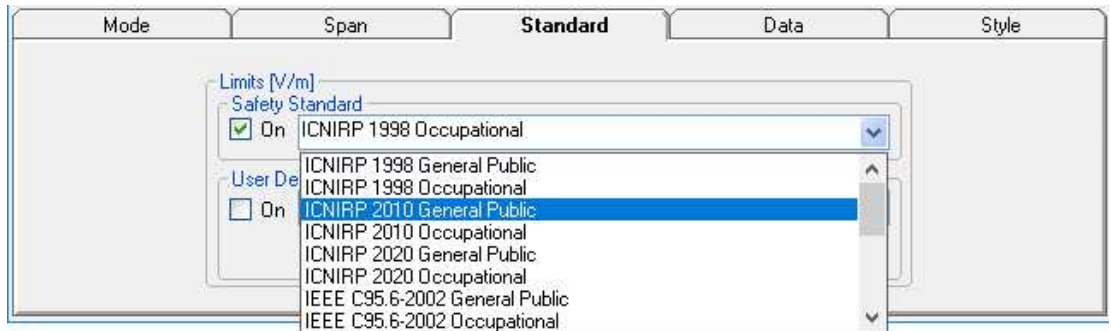 Mode Span Standard Data Style
Limits [V/m]
Safety Standard
On ICNIRP 1998 Occupational
ICNIRP 1998 General Public
User De ICNIRP 1998 Occupational
On ICNIRP 2010 General Public
ICNIRP 2010 Occupational
ICNIRP 2020 General Public
ICNIRP 2020 Occupational
IEEE C95.6-2002 General Public
IEEE C95.6-2002 Occupational